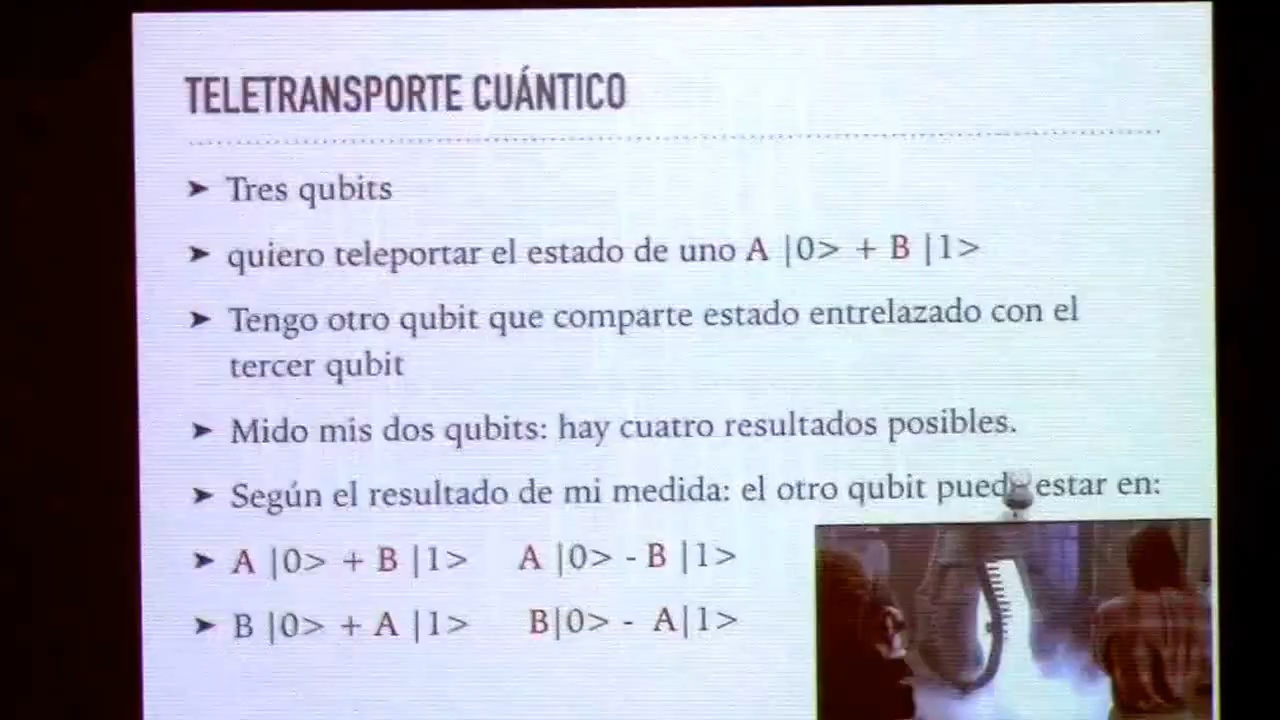 TELETRANSPORTE CUÁNTICO
➤ Tres qubits
➤ quiero teleportar el estado de uno A |0> + B |1>
➤ Tengo otro qubit que comparte estado entrelazado con el
tercer qubit
➤ Mido mis dos qubits: hay cuatro resultados posibles.
➤ Según el resultado de mi medida: el otro qubit puede estar en:
➤ A |0> + B |1> A |0> - B |1>
➤ B |0> + A |1> B|0> - A|1>